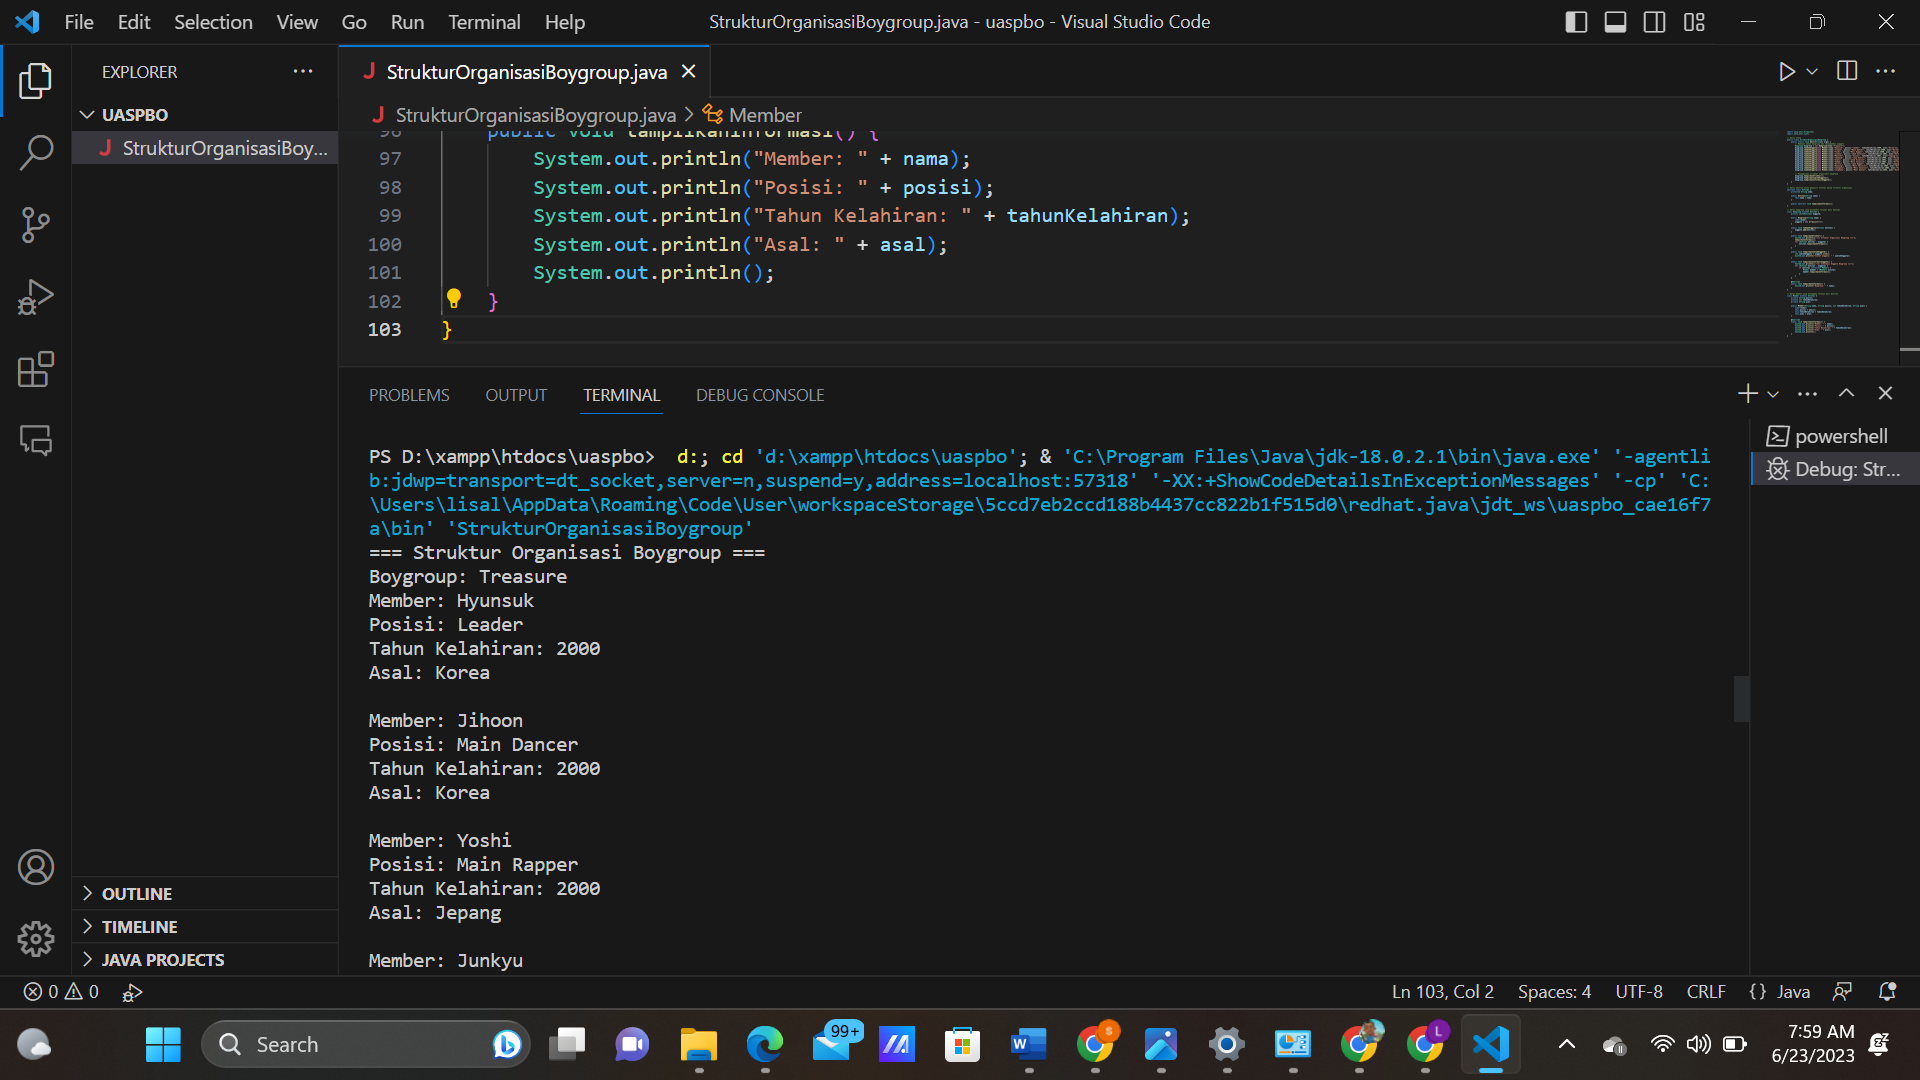 File Edit Selection View Go Run Terminal Help
StrukturOrganisasiBoygroup.java - uaspbo - Visual Studio Code
EXPLORER
UASPBO
J StrukturOrganisasiBoy...
J StrukturOrganisasiBoygroup.java
J StrukturOrganisasiBoygroup.java > Member
96 public void tampilkanInformasi() {
97 System.out.println("Member: " + nama);
98 System.out.println("Posisi: " + posisi);
99 System.out.println("Tahun Kelahiran: " + tahunKelahiran);
100 System.out.println("Asal: " + asal);
101 System.out.println();
102 }
103 }
PROBLEMS OUTPUT TERMINAL DEBUG CONSOLE
powershell
Debug: Str...
PS D:\xampp\htdocs\uaspbo>  d:; cd 'd:\xampp\htdocs\uaspbo'; & 'C:\Program Files\Java\jdk-18.0.2.1\bin\java.exe' '-agentli
b:jdwp=transport=dt_socket,server=n,suspend=y,address=localhost:57318' '-XX:+ShowCodeDetailsInExceptionMessages' '-cp' 'C:
\Users\lisal\AppData\Roaming\Code\User\workspaceStorage\5ccd7eb2ccd188b4437cc822b1f515d0\redhat.java\jdt_ws\uaspbo_cae16f7
a\bin' 'StrukturOrganisasiBoygroup'
=== Struktur Organisasi Boygroup ===
Boygroup: Treasure
Member: Hyunsuk
Posisi: Leader
Tahun Kelahiran: 2000
Asal: Korea
Member: Jihoon
Posisi: Main Dancer
Tahun Kelahiran: 2000
Asal: Korea
Member: Yoshi
Posisi: Main Rapper
Tahun Kelahiran: 2000
Asal: Jepang
Member: Junkyu
OUTLINE
TIMELINE
JAVA PROJECTS
0 0
Ln 103, Col 2 Spaces: 4 UTF-8 CRLF {} Java
Search
99+
W
S
L
7:59 AM
6/23/2023